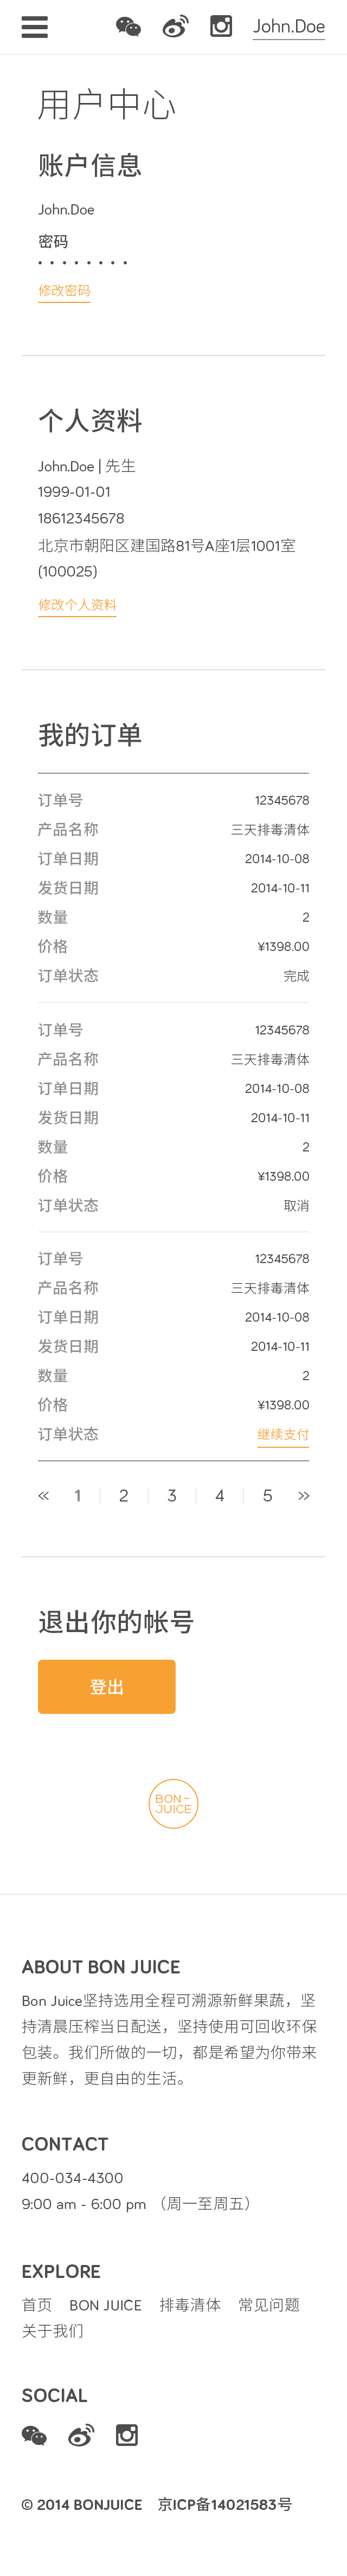 John.Doe
用户中心
账户信息
John.Doe
密码
• • • • • • • •
修改密码
个人资料
John.Doe | 先生
1999-01-01
18612345678
北京市朝阳区建国路81号A座1层1001室
(100025)
修改个人资料
我的订单
订单号 12345678
产品名称 三天排毒清体
订单日期 2014-10-08
发货日期 2014-10-11
数量 2
价格 ¥1398.00
订单状态 完成
订单号 12345678
产品名称 三天排毒清体
订单日期 2014-10-08
发货日期 2014-10-11
数量 2
价格 ¥1398.00
订单状态 取消
订单号 12345678
产品名称 三天排毒清体
订单日期 2014-10-08
发货日期 2014-10-11
数量 2
价格 ¥1398.00
订单状态 继续支付
« 1 2 3 4 5 »
退出你的帐号
登出
BON-
JUICE
ABOUT BON JUICE
Bon Juice坚持选用全程可溯源新鲜果蔬，坚
持清晨压榨当日配送，坚持使用可回收环保
包装。我们所做的一切，都是希望为你带来
更新鲜，更自由的生活。
CONTACT
400-034-4300
9:00 am - 6:00 pm （周一至周五）
EXPLORE
首页 BON JUICE 排毒清体 常见问题
关于我们
SOCIAL
© 2014 BONJUICE 京ICP备14021583号